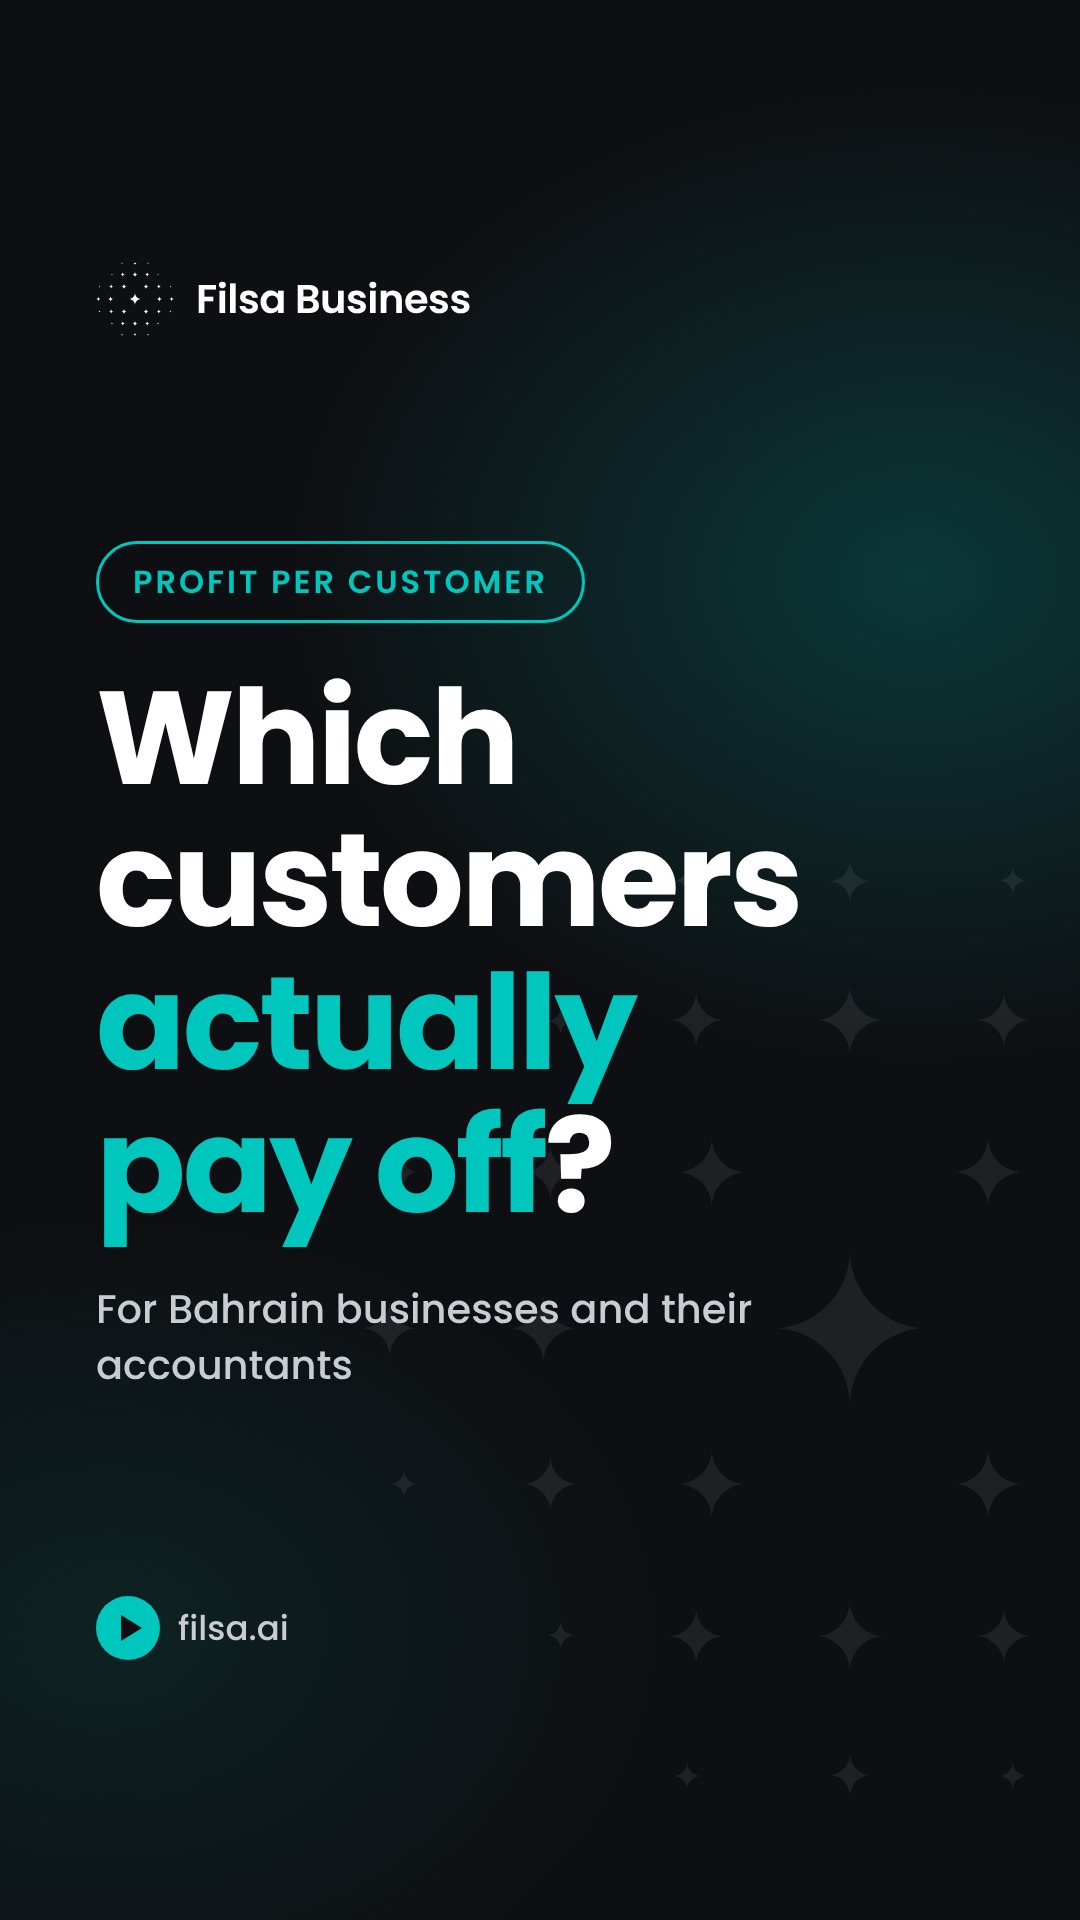 Filsa Business
PROFIT PER CUSTOMER
Which
customers
actually
pay off?
For Bahrain businesses and their
accountants
filsa.ai